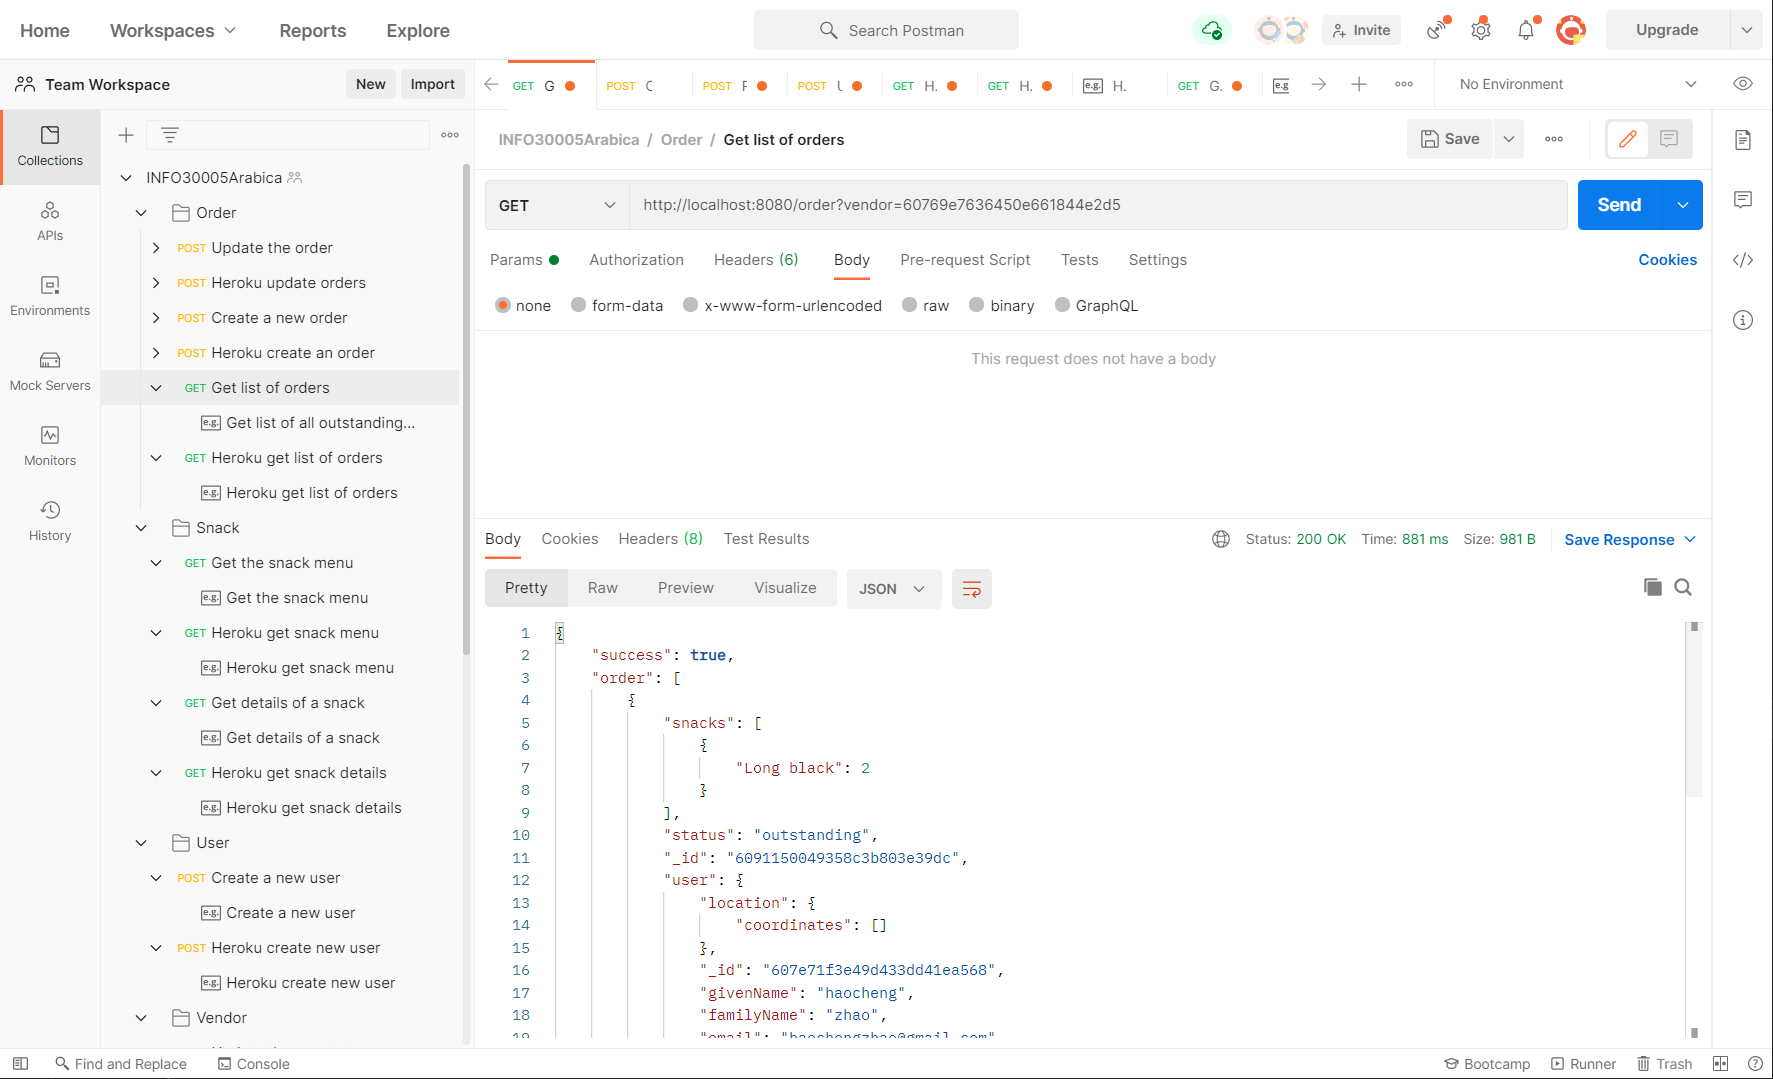 Home Workspaces Reports Explore Search Postman Invite Upgrade
Team Workspace New Import
GET G POST C POST F POST U GET H. GET H. e.g. H. GET G. e.g
No Environment
Collections
APIs
Environments
Mock Servers
Monitors
History
INFO30005Arabica
Order
POST Update the order
POST Heroku update orders
POST Create a new order
POST Heroku create an order
GET Get list of orders
e.g. Get list of all outstanding...
GET Heroku get list of orders
e.g. Heroku get list of orders
Snack
GET Get the snack menu
e.g. Get the snack menu
GET Heroku get snack menu
e.g. Heroku get snack menu
GET Get details of a snack
e.g. Get details of a snack
GET Heroku get snack details
e.g. Heroku get snack details
User
POST Create a new user
e.g. Create a new user
POST Heroku create new user
e.g. Heroku create new user
Vendor
INFO30005Arabica / Order / Get list of orders
Save
GET http://localhost:8080/order?vendor=60769e7636450e661844e2d5 Send
Params Authorization Headers (6) Body Pre-request Script Tests Settings Cookies
none form-data x-www-form-urlencoded raw binary GraphQL
This request does not have a body
Body Cookies Headers (8) Test Results Status: 200 OK Time: 881 ms Size: 981 B Save Response
Pretty Raw Preview Visualize JSON
1 {
2 "success": true,
3 "order": [
4 {
5 "snacks": [
6 {
7 "Long black": 2
8 }
9 ],
10 "status": "outstanding",
11 "_id": "6091150049358c3b803e39dc",
12 "user": {
13 "location": {
14 "coordinates": []
15 },
16 "_id": "607e71f3e49d433dd41ea568",
17 "givenName": "haocheng",
18 "familyName": "zhao",
19 "email": "haochengzhao@gmail.com"
Find and Replace Console Bootcamp Runner Trash